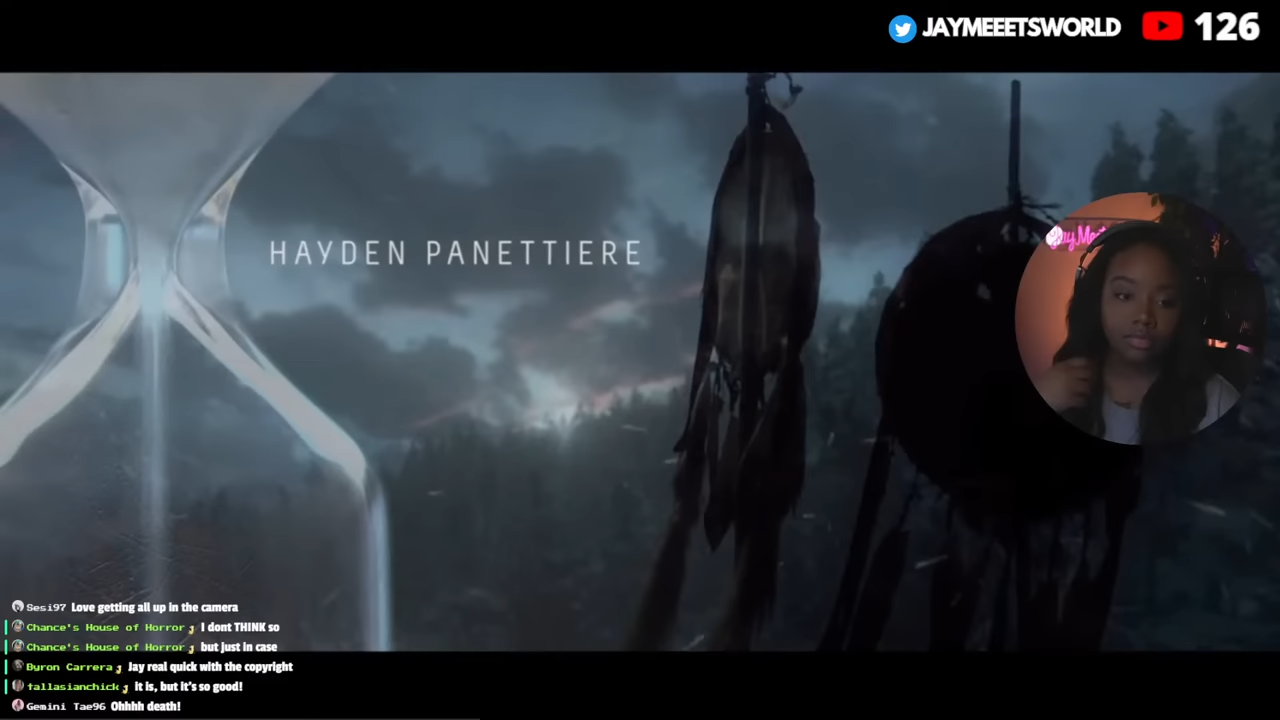 JAYMEEETSWORLD 126
HAYDEN PANETTIERE
Sesi97 Love getting all up in the camera
Chance's House of Horror I dont THINK so
Chance's House of Horror but just in case
Byron Carrera Jay real quick with the copyright
tallasianchick It is, but it's so good!
Gemini Tae96 Ohhhh death!